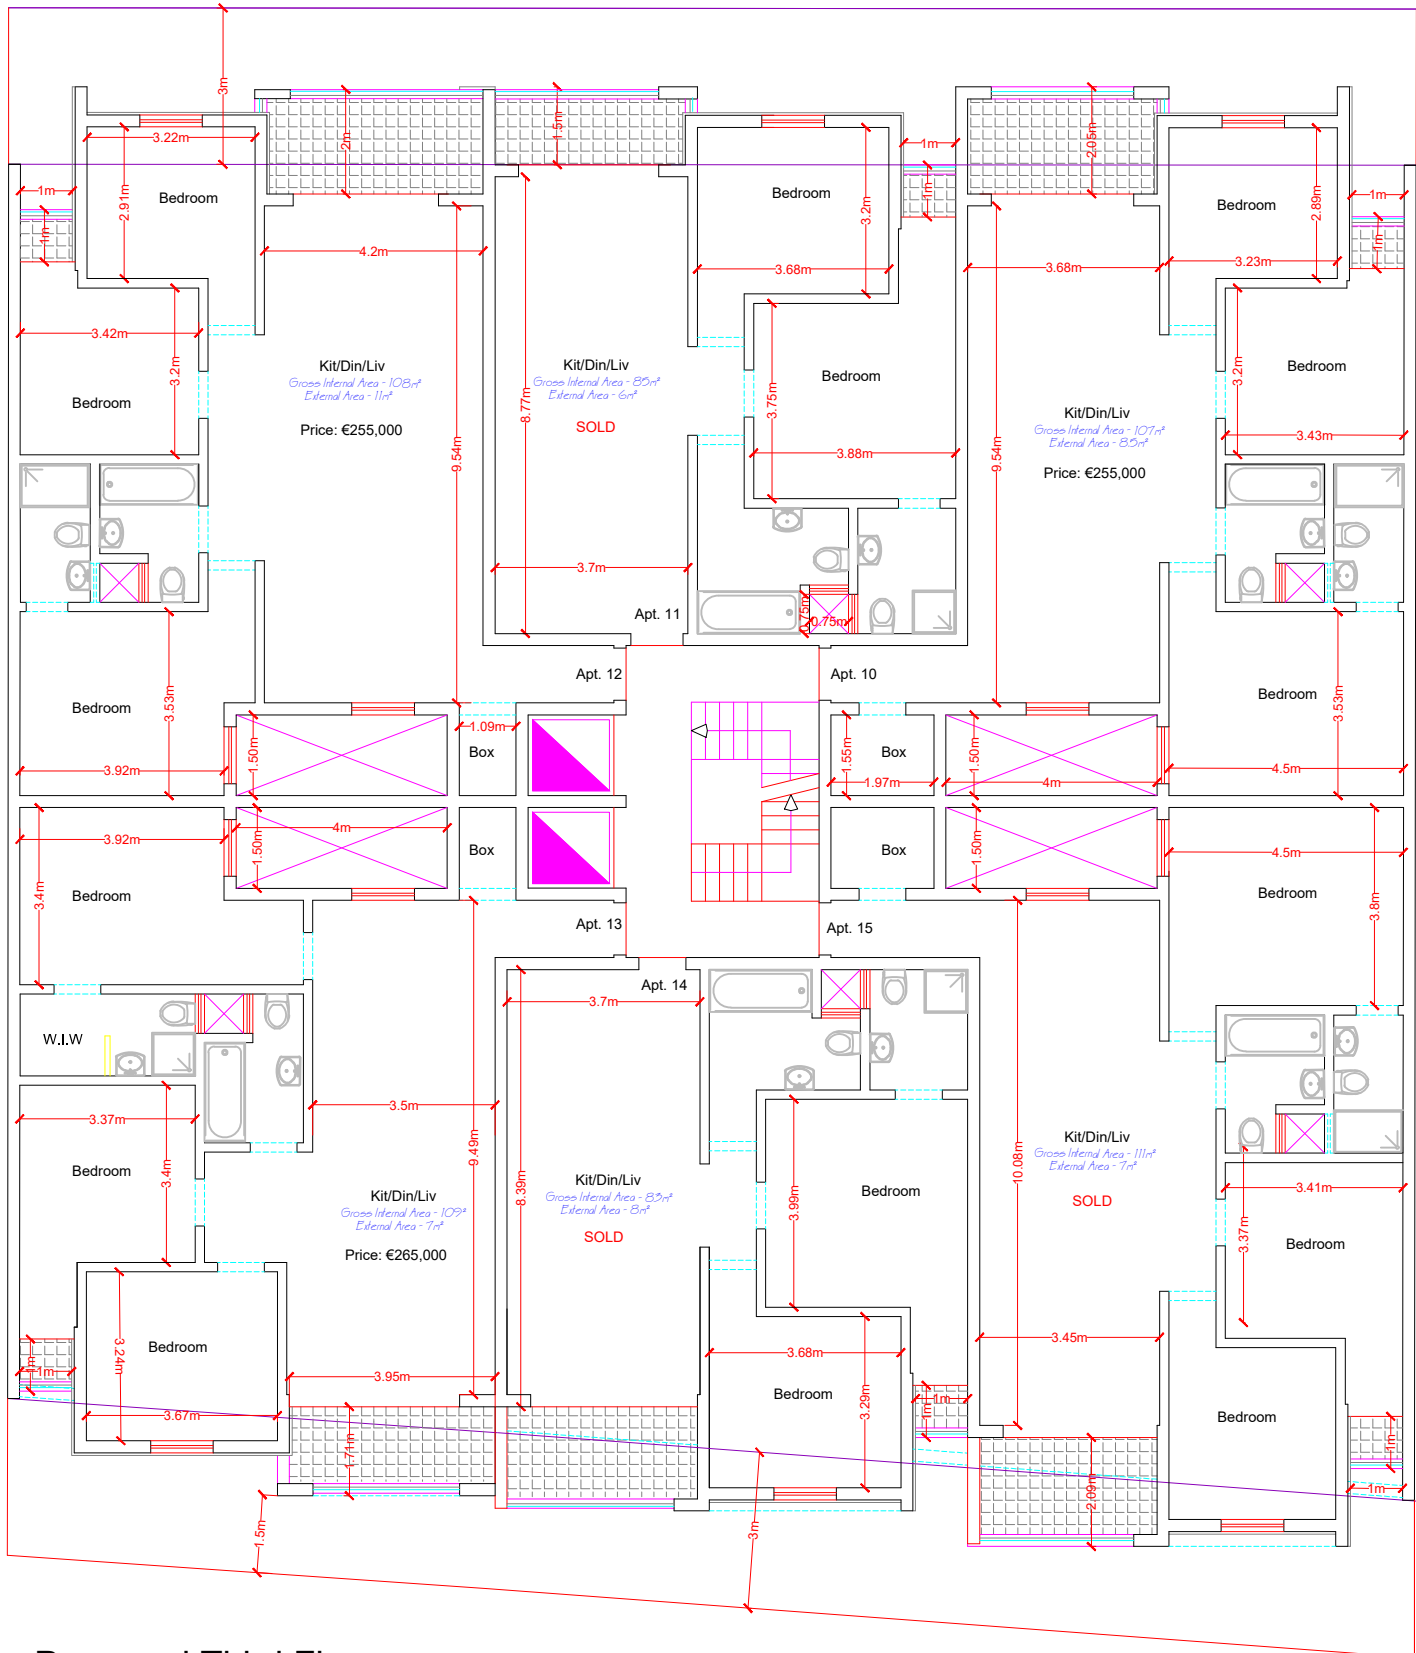 3m
3.22m
2m
1.5m
1m
2.05m
Bedroom
2.91m
1m
1m
Bedroom
3.2m
1m
Bedroom
2.89m
1m
1m
4.2m
3.68m
3.68m
3.23m
3.42m
3.2m
Bedroom
Kit/Din/Liv
Gross Internal Area - 108m²
External Area - 11m²
Price: €255,000
9.54m
Kit/Din/Liv
Gross Internal Area - 85m²
External Area - 6m²
SOLD
8.77m
3.7m
Apt. 11
Bedroom
3.75m
3.88m
0.75m
0.75m
Kit/Din/Liv
Gross Internal Area - 107m²
External Area - 8.5m²
Price: €255,000
9.54m
Bedroom
3.2m
3.43m
Apt. 12
Apt. 10
Bedroom
3.53m
3.92m
1.50m
1.09m
Box
1.55m
Box
1.97m
1.50m
4m
Bedroom
3.53m
4.5m
3.92m
1.50m
4m
Box
Box
1.50m
4.5m
Bedroom
3.4m
Bedroom
3.8m
Apt. 13
Apt. 15
Apt. 14
3.7m
W.I.W
3.37m
3.5m
9.49m
Bedroom
3.4m
Kit/Din/Liv
Gross Internal Area - 109²
External Area - 7m²
Price: €265,000
8.39m
Kit/Din/Liv
Gross Internal Area - 83m²
External Area - 8m²
SOLD
3.99m
Bedroom
10.08m
Kit/Din/Liv
Gross Internal Area - 111m²
External Area - 7m²
SOLD
3.41m
3.37m
Bedroom
Bedroom
3.24m
3.67m
1m
1m
3.95m
1.71m
3.68m
Bedroom
3.29m
1m
1m
3.45m
2.09m
Bedroom
1m
1m
1.5m
3m